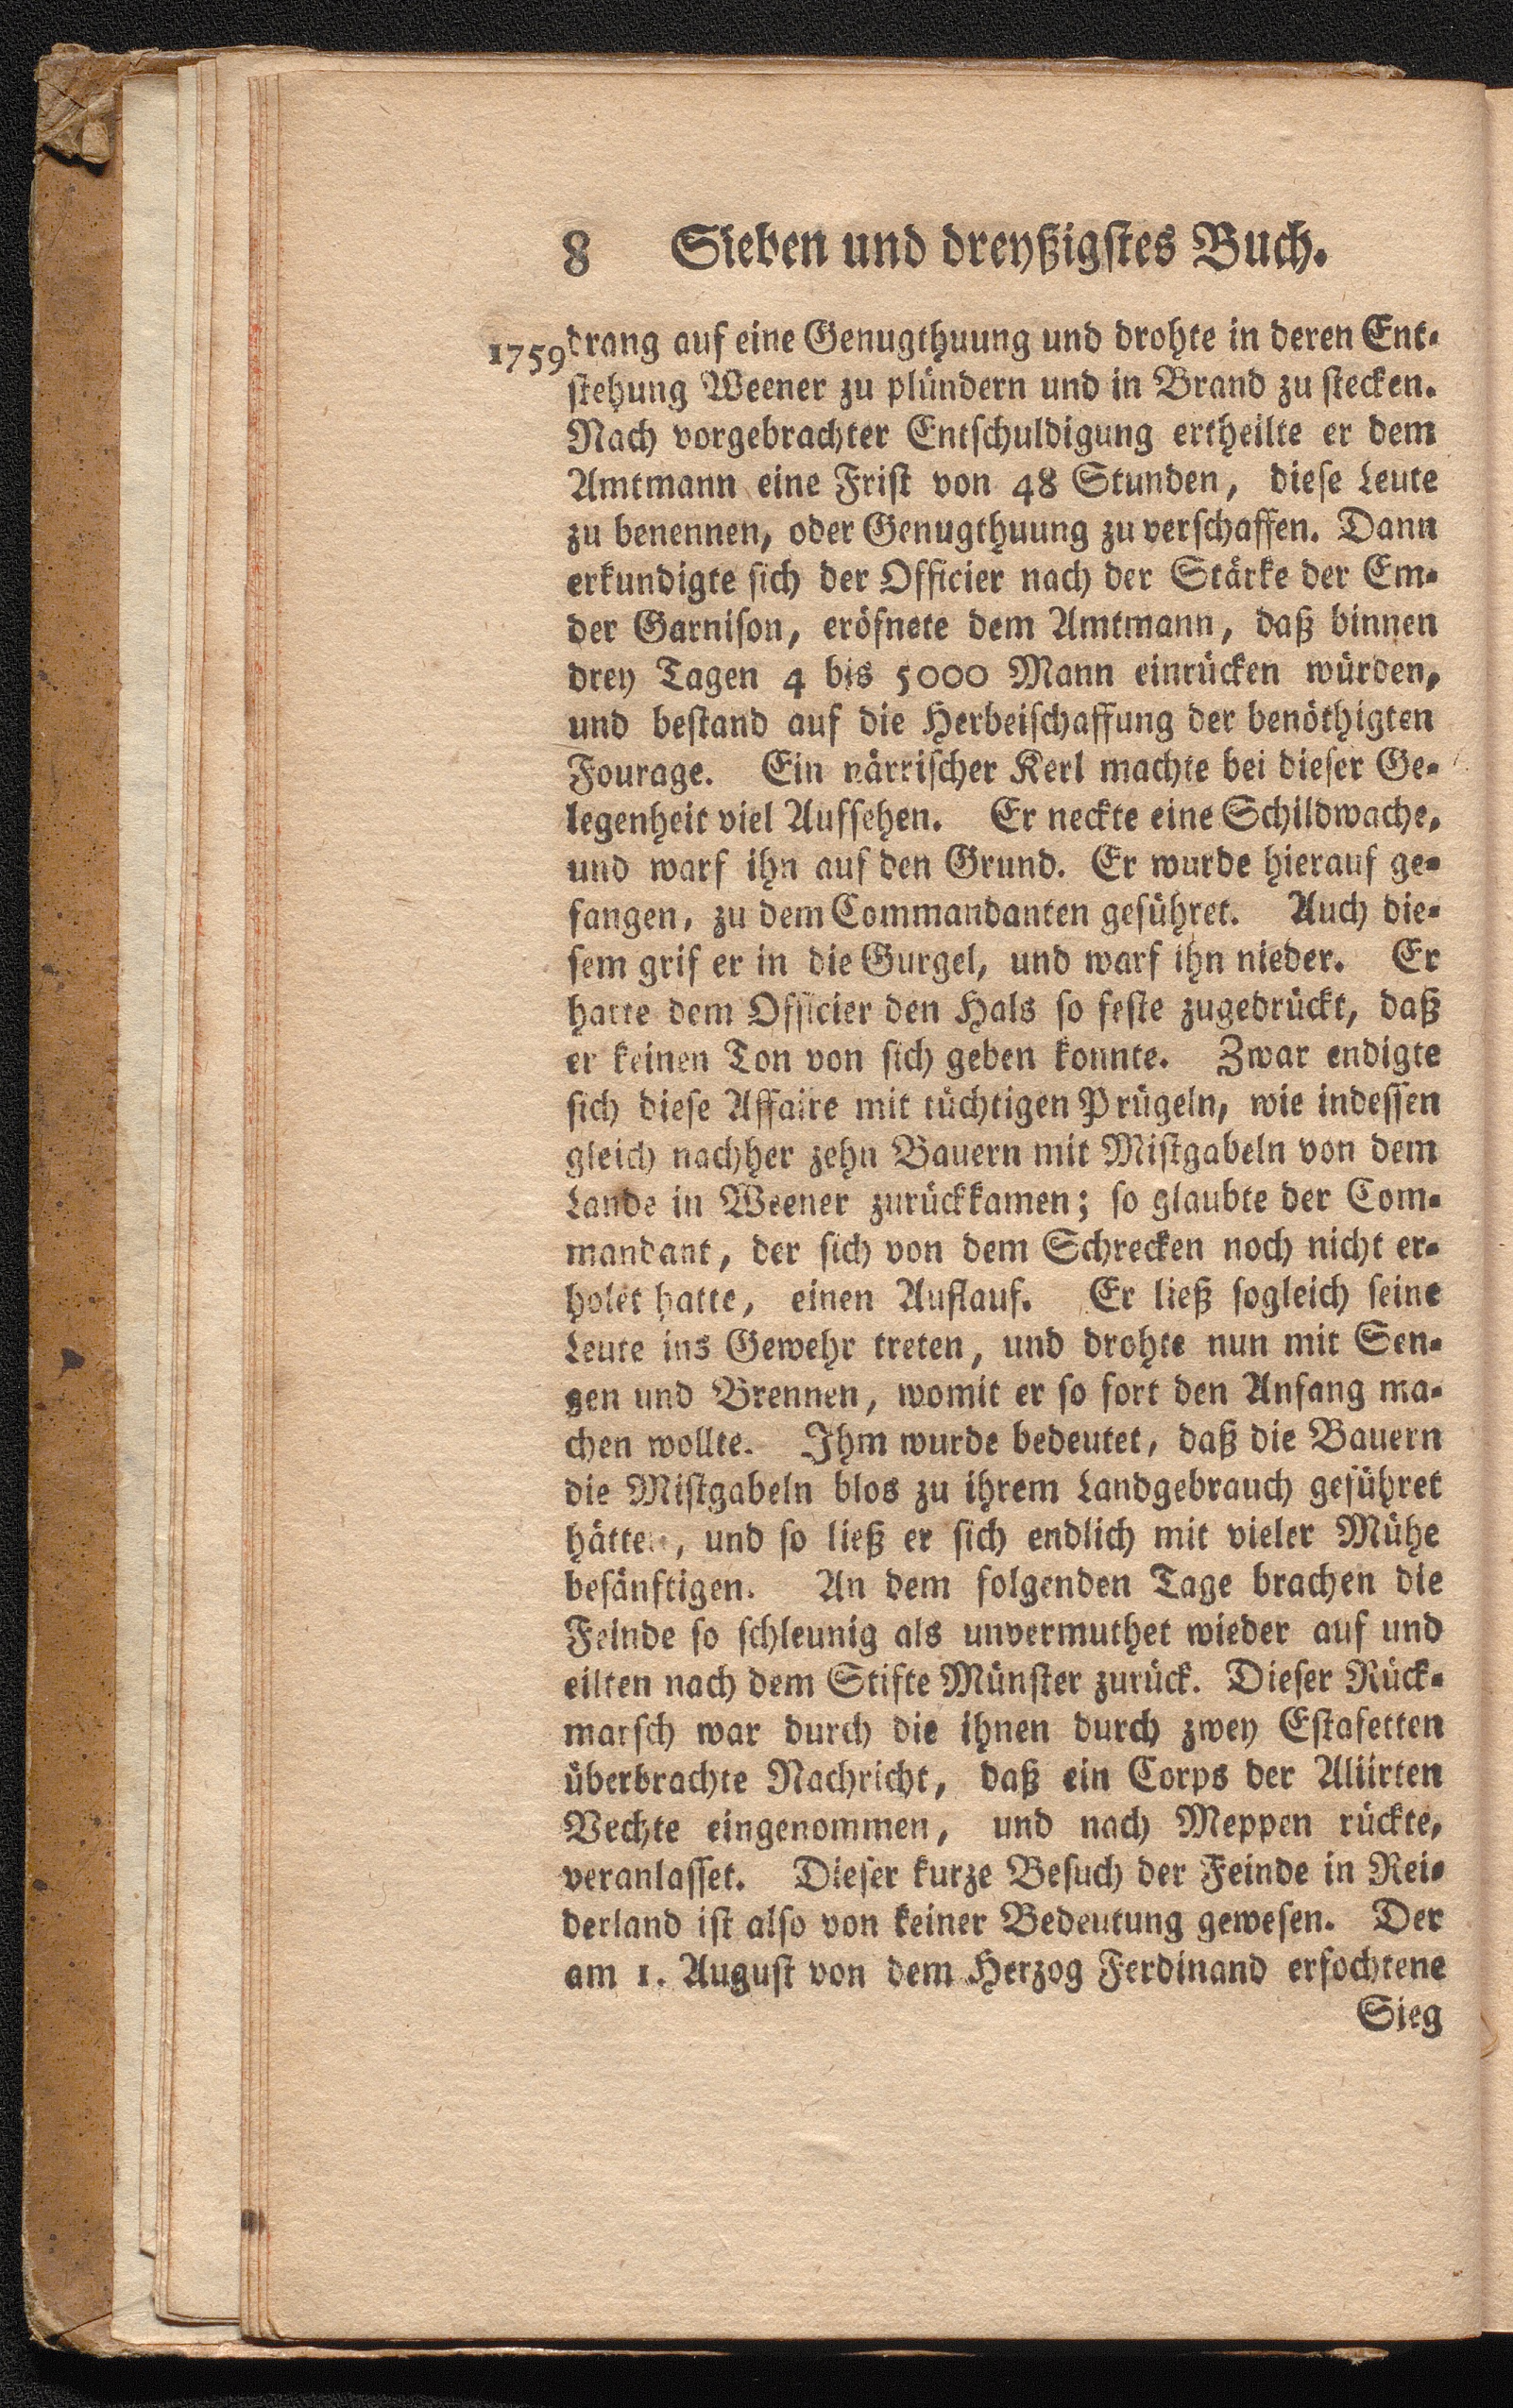 8 Sieben und dreyßigstes Buch.
1759 drang auf eine Genugthuung und drohte in deren Ent-
stehung Weener zu plündern und in Brand zu stecken.
Nach vorgebrachter Entschuldigung ertheilte er dem
Amtmann eine Frist von 48 Stunden, diese Leute
zu benennen, oder Genugthuung zu verschaffen. Dann
erkundigte sich der Officier nach der Stärke der Em-
der Garnison, eröfnete dem Amtmann, daß binnen
drey Tagen 4 bis 5000 Mann einrücken würden,
und bestand auf die Herbeischaffung der benöthigten
Fourage. Ein närrischer Kerl machte bei dieser Ge-
legenheit viel Aufsehen. Er neckte eine Schildwache,
und warf ihn auf den Grund. Er wurde hierauf ge-
fangen, zu dem Commandanten geführet. Auch die-
sem grif er in die Gurgel, und warf ihn nieder. Er
hatte dem Officier den Hals so feste zugedrückt, daß
er keinen Ton von sich geben konnte. Zwar endigte
sich diese Affaire mit tüchtigen Prügeln, wie indessen
gleich nachher zehn Bauern mit Mistgabeln von dem
Lande in Weener zurückkamen; so glaubte der Com-
mandant, der sich von dem Schrecken noch nicht er-
holet hatte, einen Auflauf. Er ließ sogleich seine
Leute ins Gewehr treten, und drohte nun mit Sen-
gen und Brennen, womit er so fort den Anfang ma-
chen wollte. Ihm wurde bedeutet, daß die Bauern
die Mistgabeln blos zu ihrem Landgebrauch geführet
hätten, und so ließ er sich endlich mit vieler Mühe
besänftigen. An dem folgenden Tage brachen die
Feinde so schleunig als unvermuthet wieder auf und
eilten nach dem Stifte Münster zurück. Dieser Rück-
marsch war durch die ihnen durch zwey Estafetten
überbrachte Nachricht, daß ein Corps der Aliirten
Vechte eingenommen, und nach Meppen rückte,
veranlasset. Dieser kurze Besuch der Feinde in Rei-
derland ist also von keiner Bedeutung gewesen. Der
am 1. August von dem Herzog Ferdinand erfochtene
Sieg